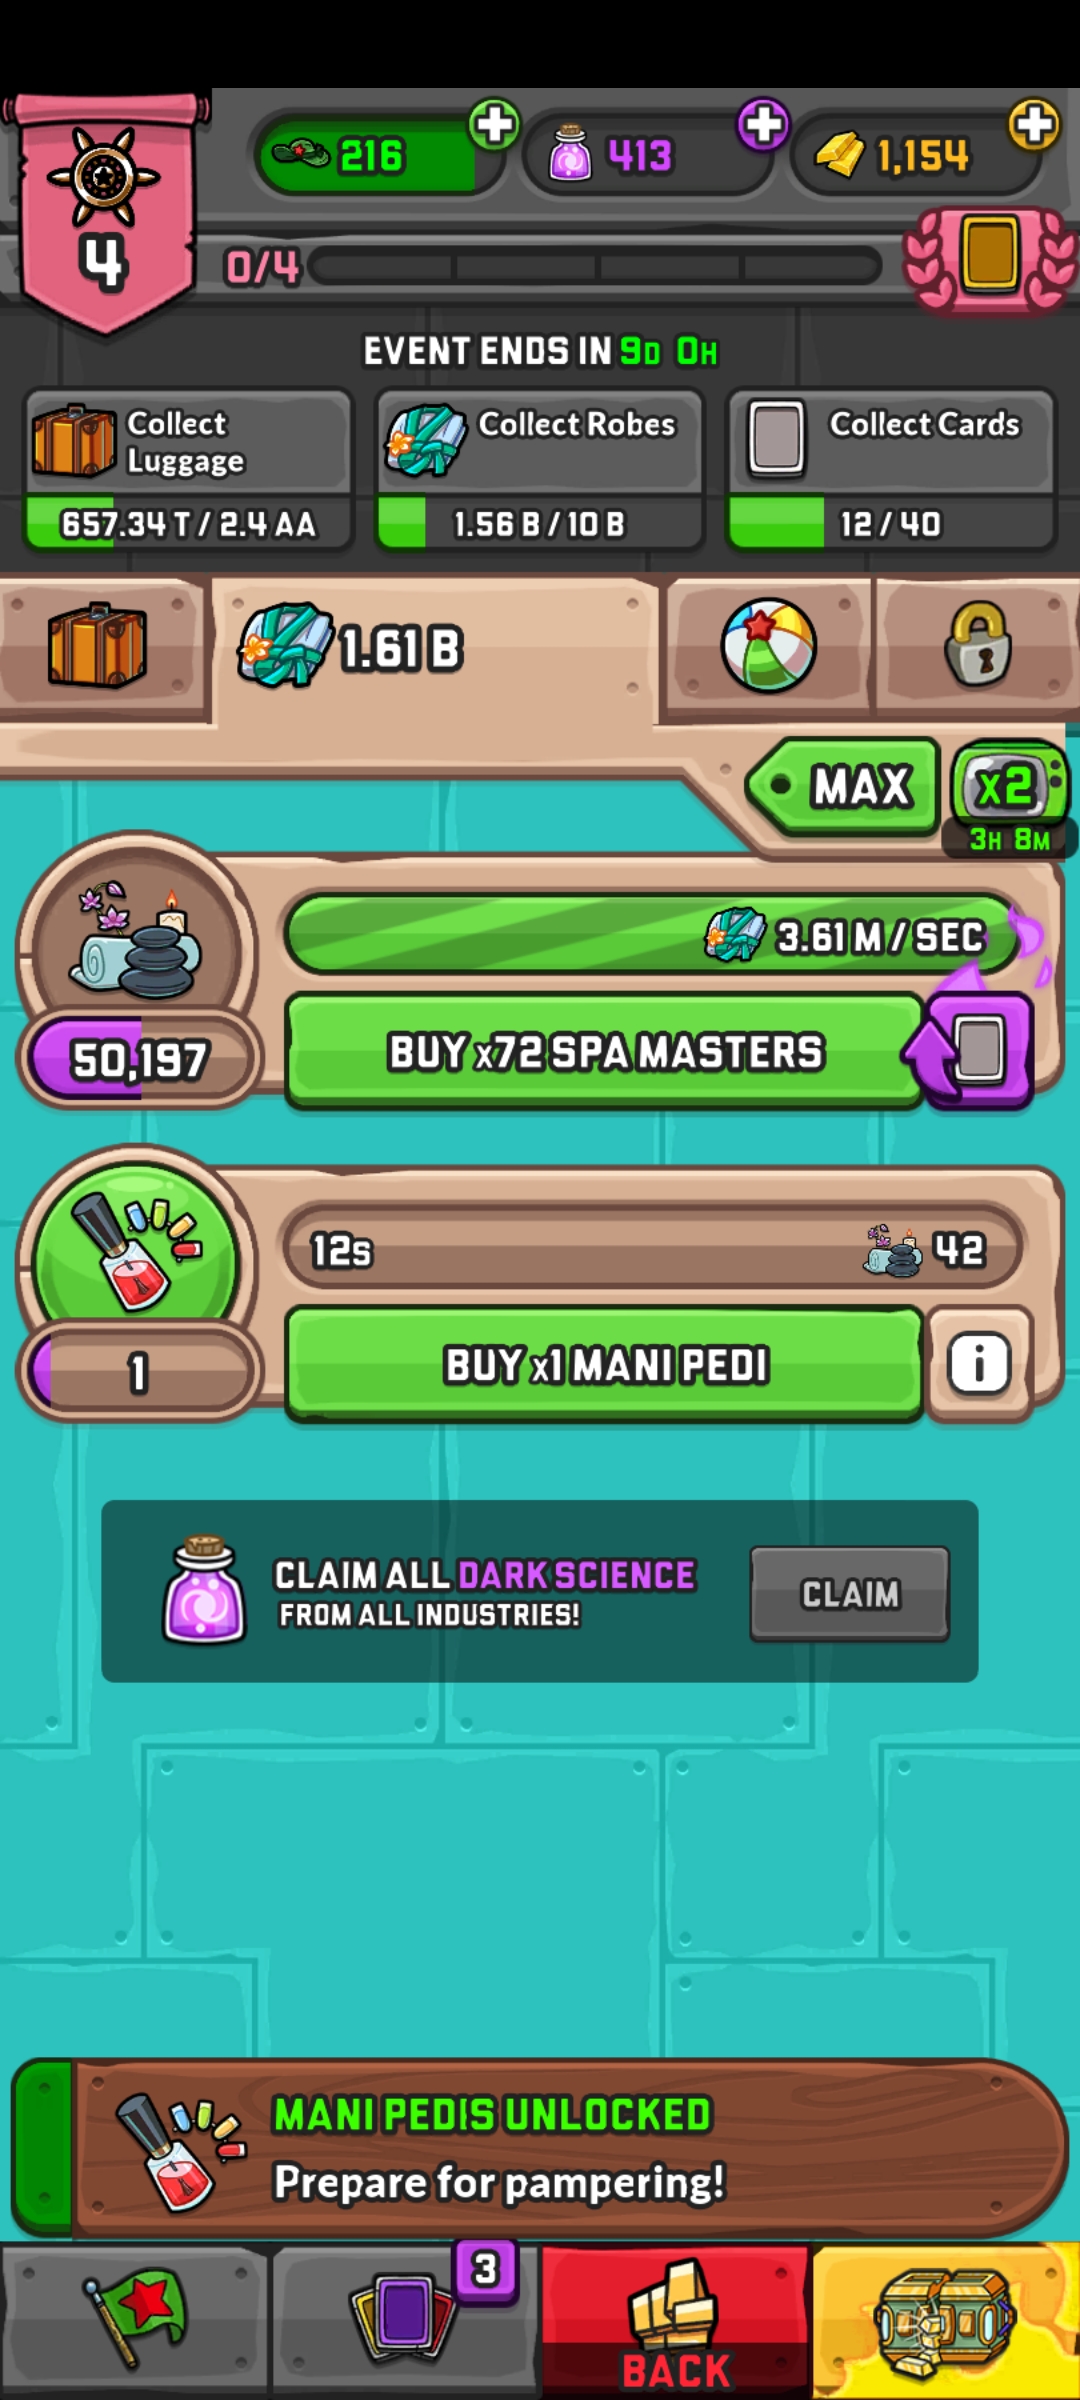 216
413
1,154
4
0/4
EVENT ENDS IN 9D 0H
Collect
Luggage
Collect Robes
Collect Cards
657.34 T / 2.4 AA
1.56 B / 10 B
12 / 40
1.61 B
MAX
x2
3H 8M
3.61 M / SEC
50,197
BUY x72 SPA MASTERS
12s
42
1
BUY x1 MANI PEDI
i
CLAIM ALL DARK SCIENCE
FROM ALL INDUSTRIES!
CLAIM
MANI PEDIS UNLOCKED
Prepare for pampering!
3
BACK